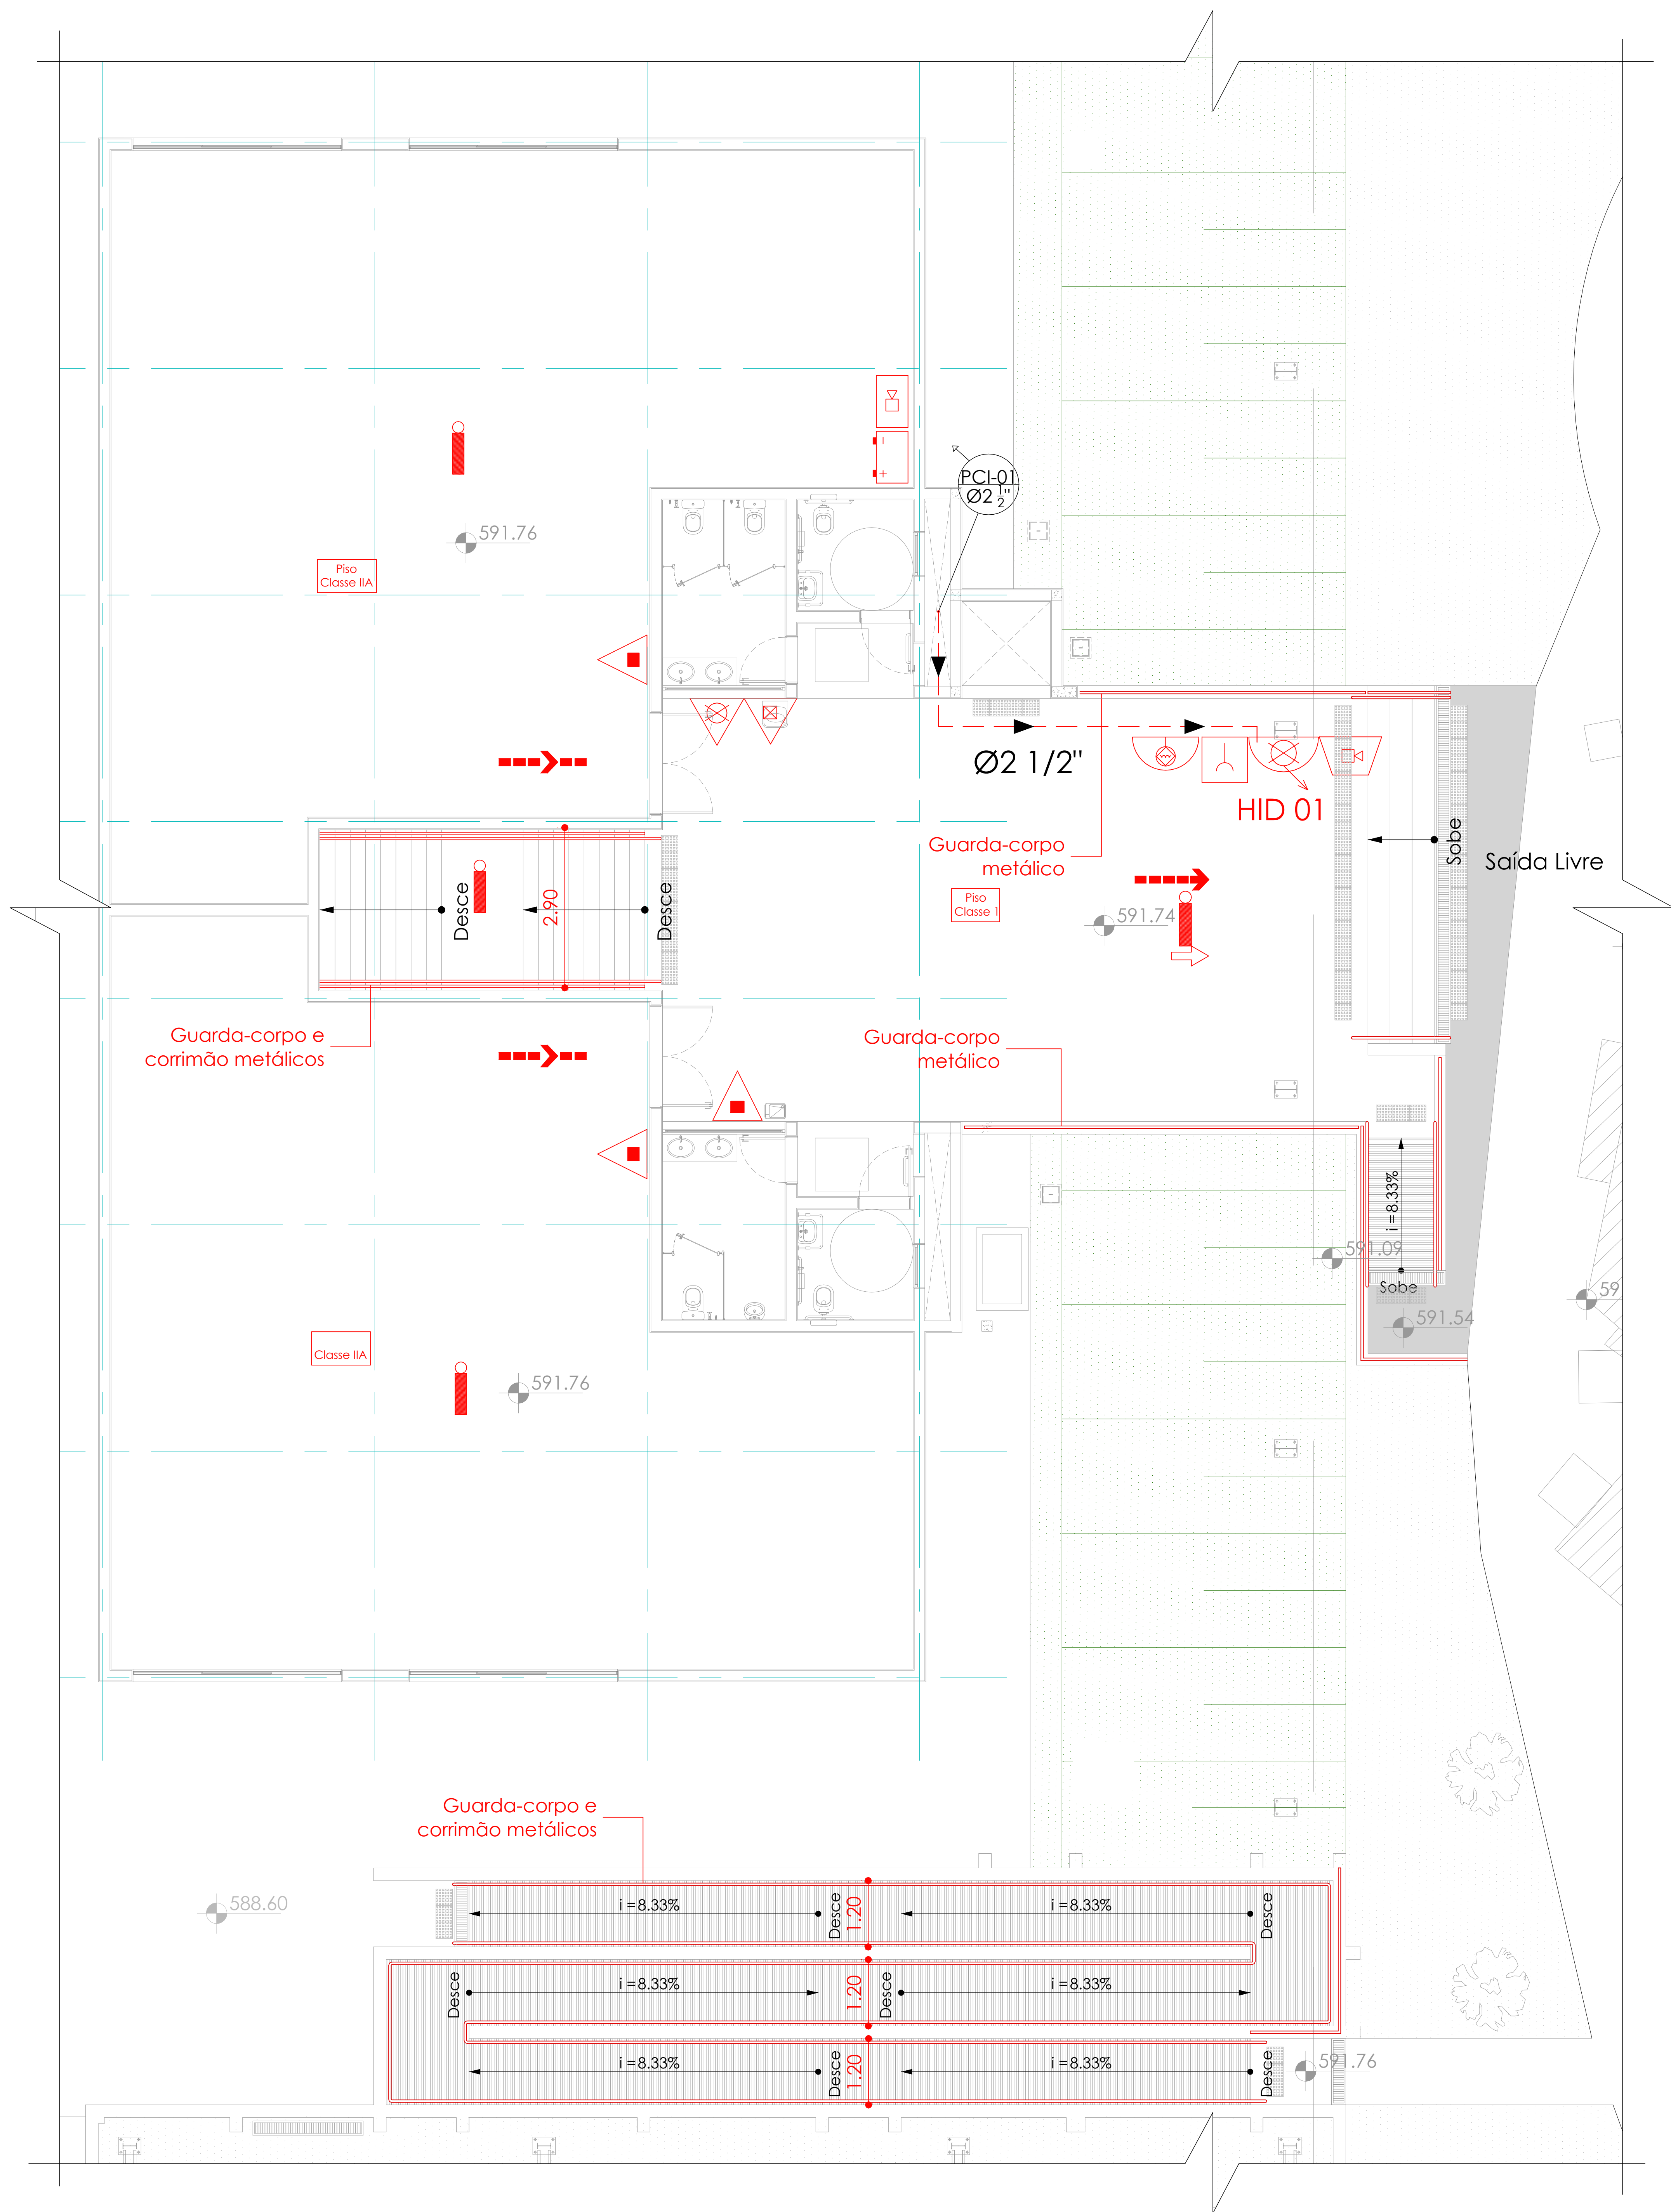 PCI-01
Ø2 1/2"
591.76
Piso
Classe IIA
Ø2 1/2"
HID 01
Guarda-corpo
metálico
Sobe
Saída Livre
Desce
2.90
Desce
Piso
Classe 1
591.74
Guarda-corpo e
corrimão metálicos
Guarda-corpo
metálico
i =8.33%
591.09
Sobe
59
591.54
Classe IIA
591.76
Guarda-corpo e
corrimão metálicos
588.60
i =8.33%
Desce
1.20
i =8.33%
Desce
Desce
i =8.33%
1.20
Desce
i =8.33%
i =8.33%
Desce
1.20
i =8.33%
Desce
591.76